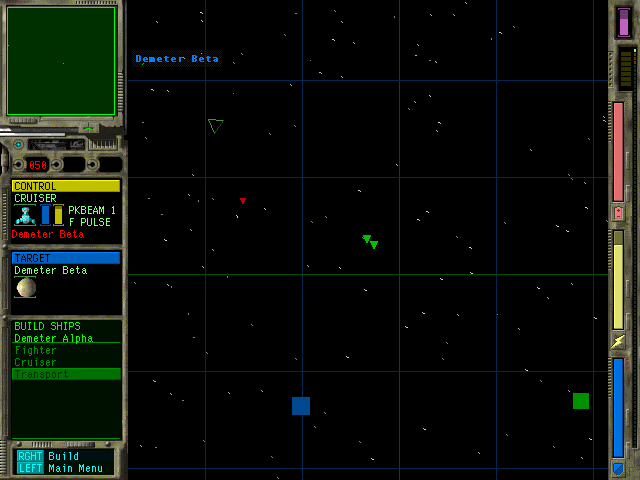 Demeter Beta
050
CONTROL
CRUISER
PKBEAM 1
F PULSE
Demeter Beta
TARGET
Demeter Beta
BUILD SHIPS
Demeter Alpha
Fighter
Cruiser
Transport
RGHT Build
LEFT Main Menu